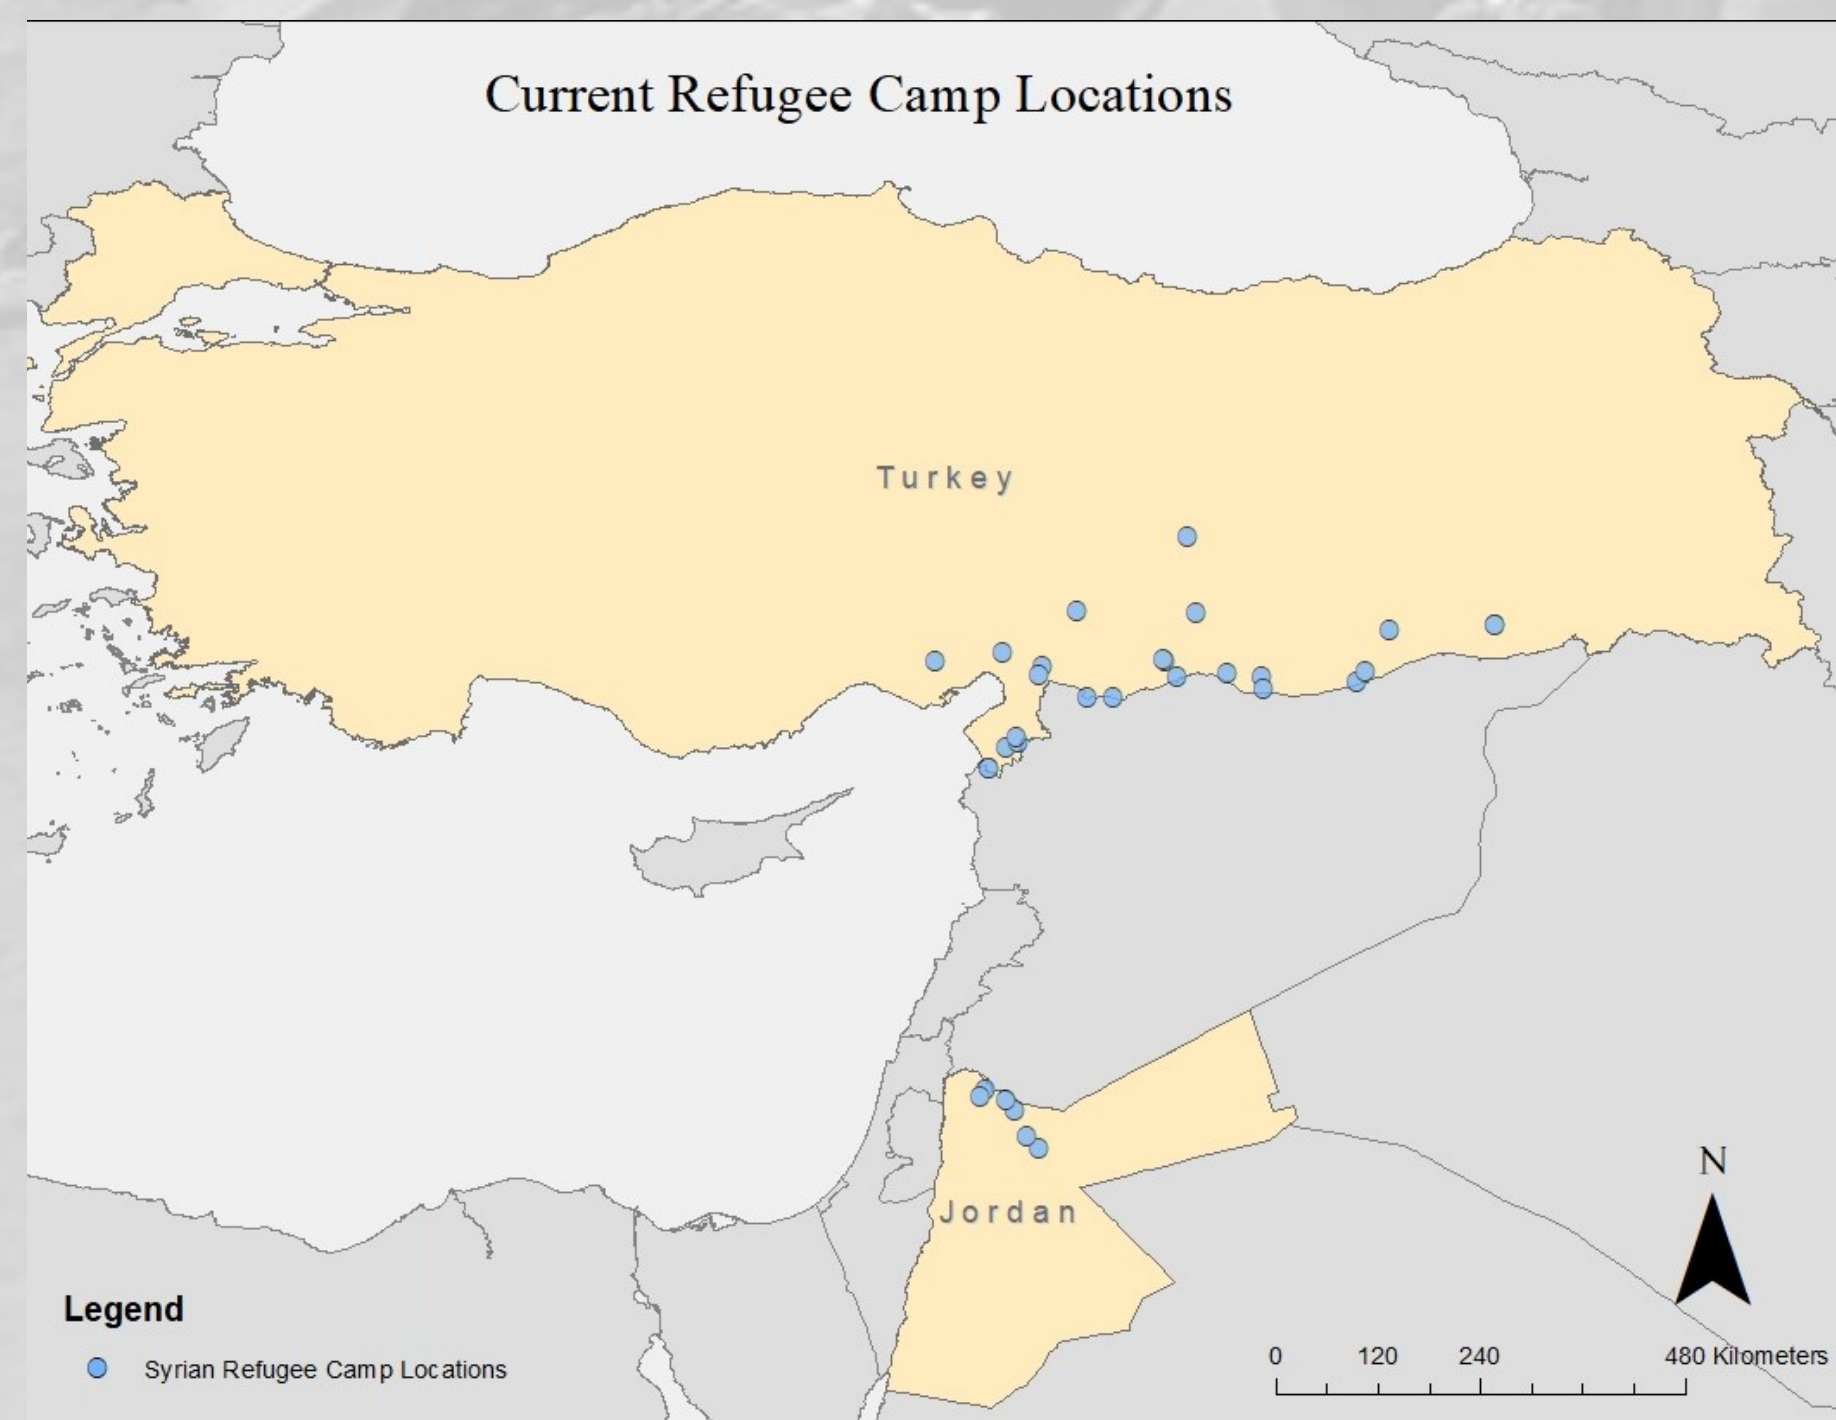 Current Refugee Camp Locations
Turkey
Jordan
N
Legend
Syrian Refugee Camp Locations
0 120 240 480 Kilometers